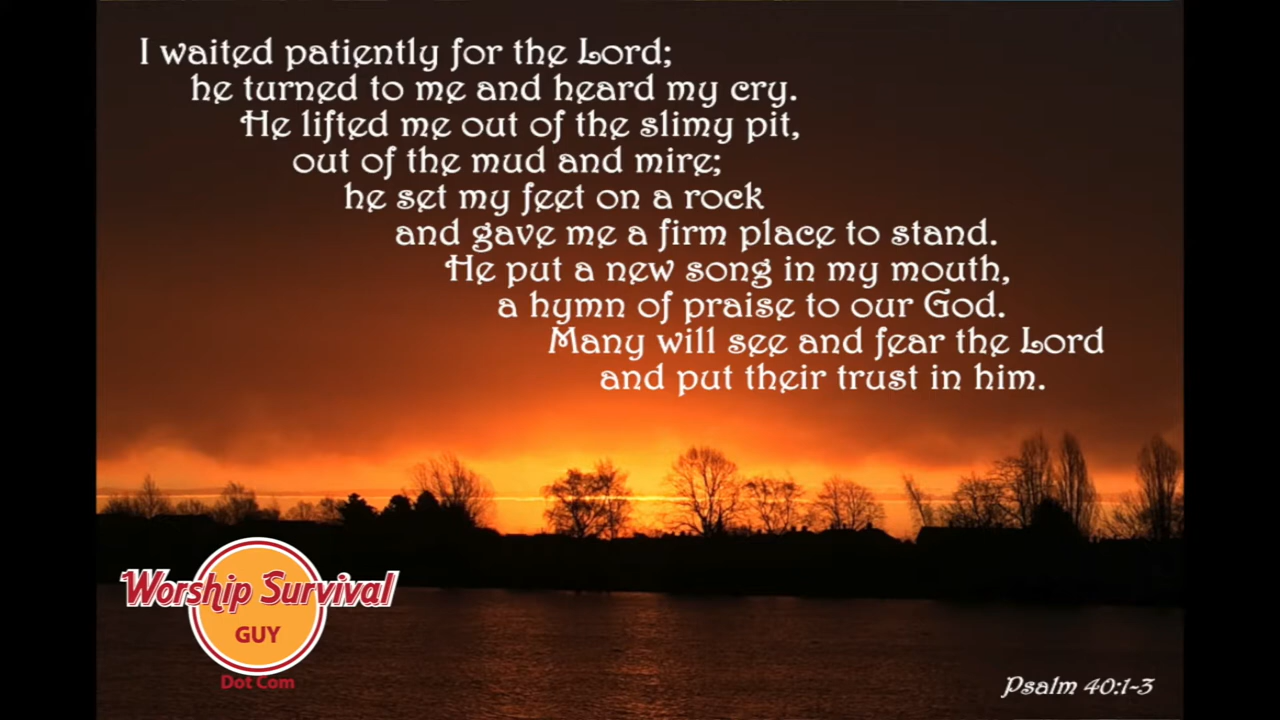 I waited patiently for the Lord;
he turned to me and heard my cry.
He lifted me out of the slimy pit,
out of the mud and mire;
he set my feet on a rock
and gave me a firm place to stand.
He put a new song in my mouth,
a hymn of praise to our God.
Many will see and fear the Lord
and put their trust in him.
Worship Survival
GUY
Dot Com
Psalm 40:1-3